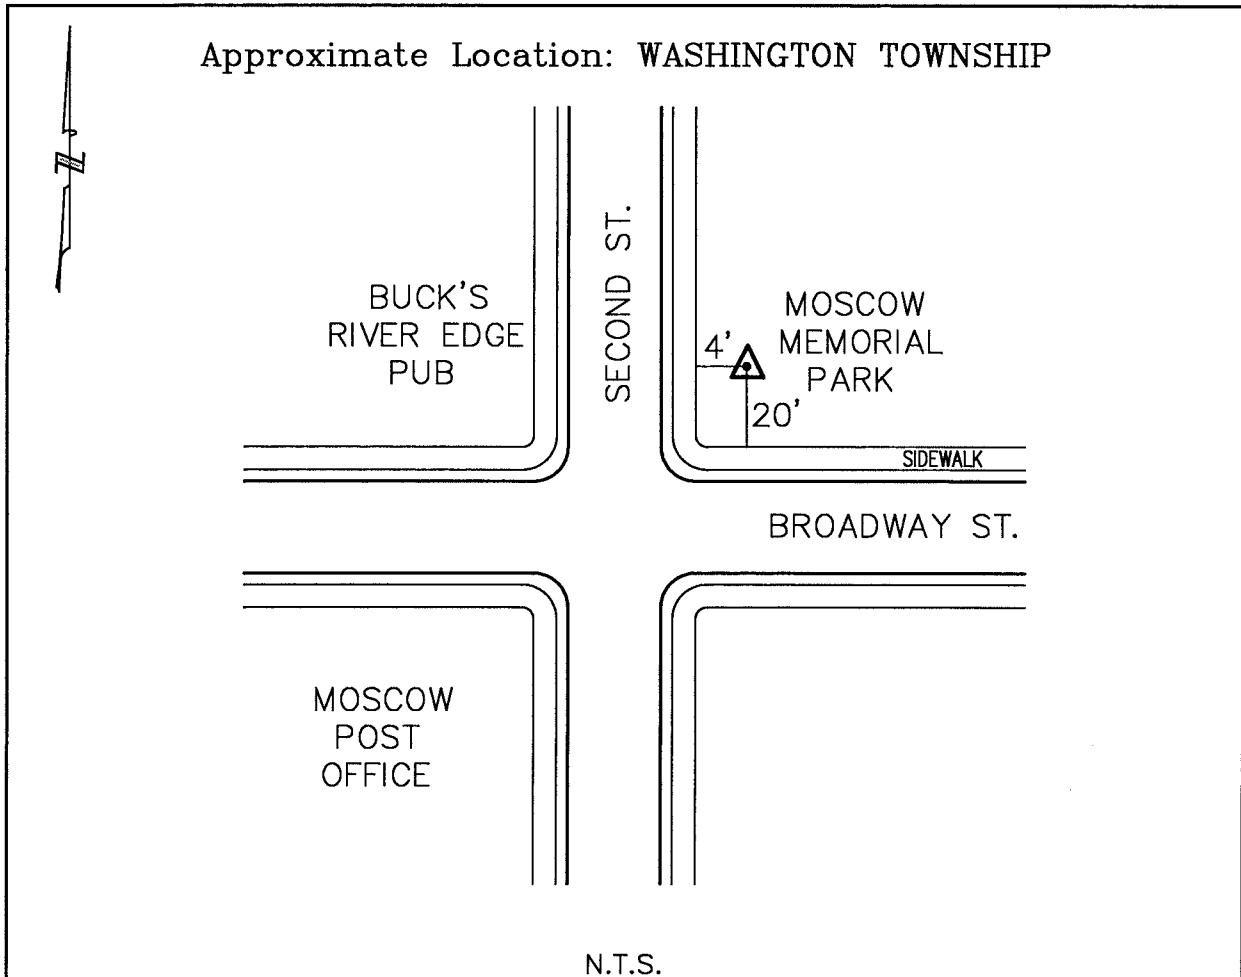 Approximate Location: WASHINGTON TOWNSHIP
N
BUCK'S
RIVER EDGE
PUB
SECOND ST.
MOSCOW
MEMORIAL
PARK
4'
20'
SIDEWALK
BROADWAY ST.
MOSCOW
POST
OFFICE
N.T.S.